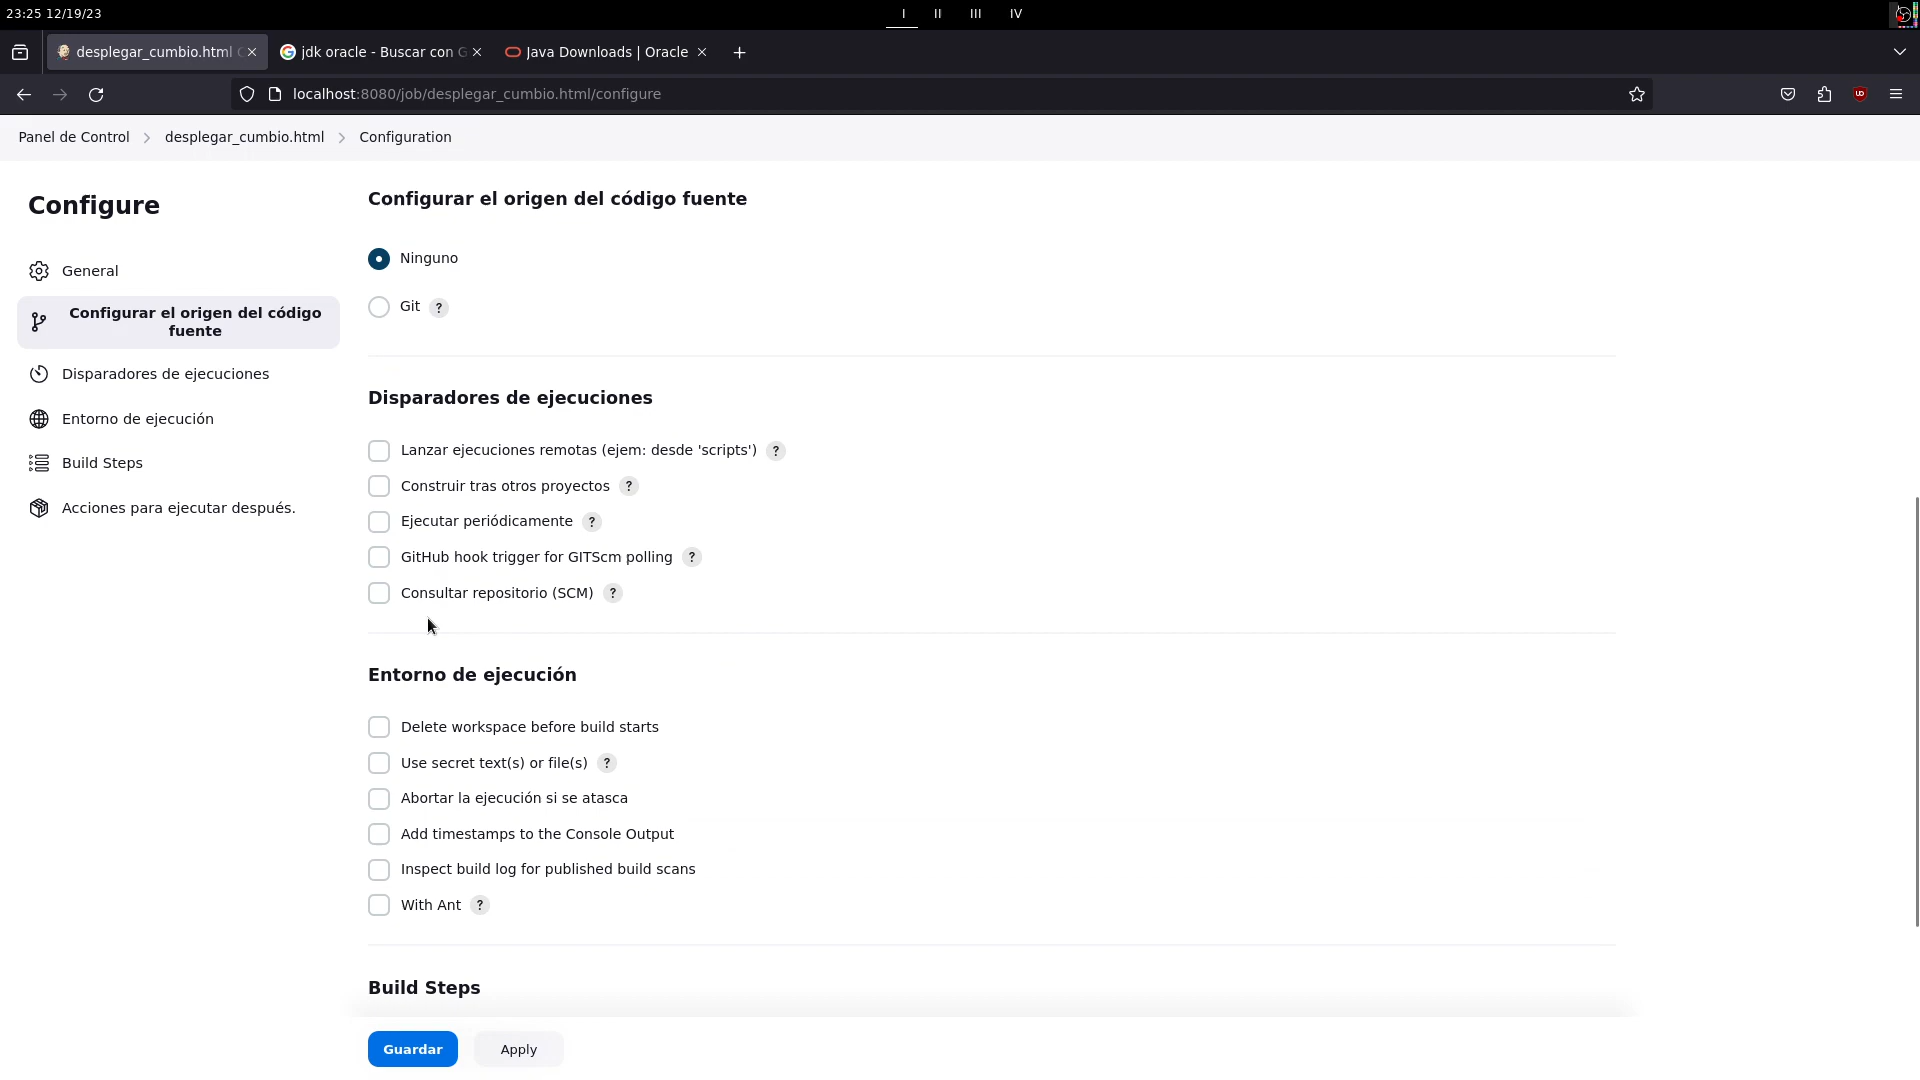 23:25 12/19/23
I II III IV
desplegar_cumbio.html
jdk oracle - Buscar con G
Java Downloads | Oracle
localhost:8080/job/desplegar_cumbio.html/configure
Panel de Control
desplegar_cumbio.html
Configuration
Configure
General
Configurar el origen del código
fuente
Disparadores de ejecuciones
Entorno de ejecución
Build Steps
Acciones para ejecutar después.
Configurar el origen del código fuente
Ninguno
Git ?
Disparadores de ejecuciones
Lanzar ejecuciones remotas (ejem: desde 'scripts') ?
Construir tras otros proyectos ?
Ejecutar periódicamente ?
GitHub hook trigger for GITScm polling ?
Consultar repositorio (SCM) ?
Entorno de ejecución
Delete workspace before build starts
Use secret text(s) or file(s) ?
Abortar la ejecución si se atasca
Add timestamps to the Console Output
Inspect build log for published build scans
With Ant ?
Build Steps
Guardar
Apply